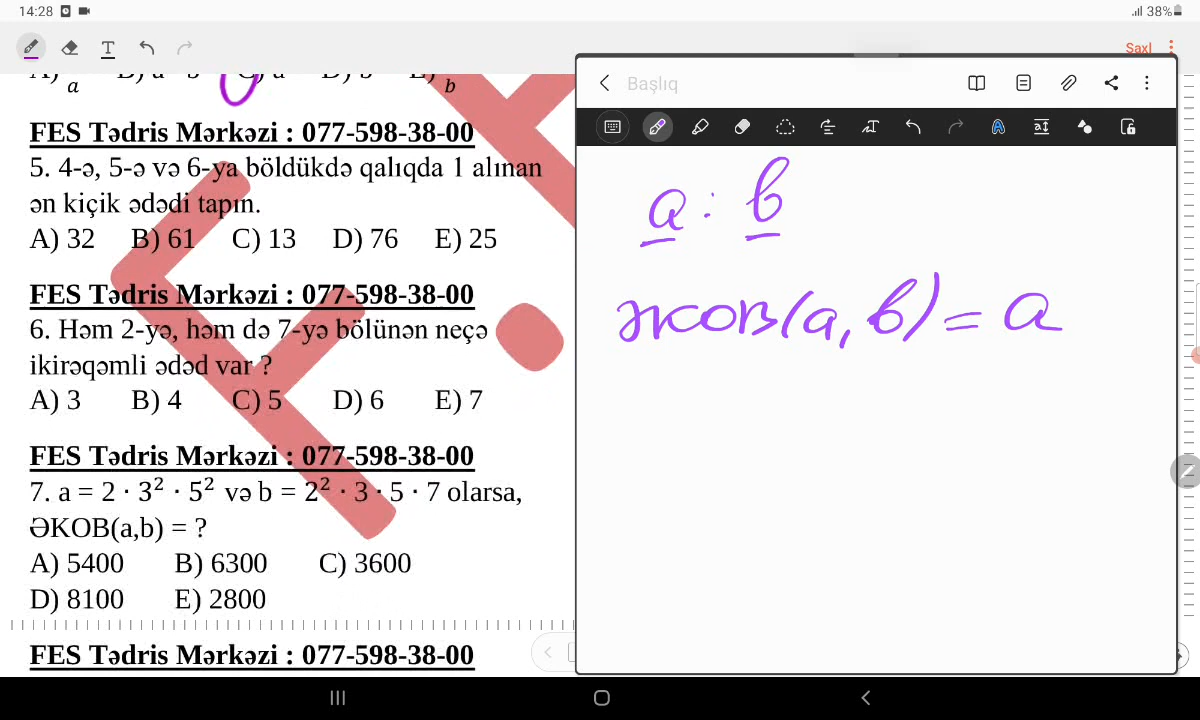 14:28
38%
Saxl
a
b
FES Tədris Mərkəzi : 077-598-38-00
5. 4-ə, 5-ə və 6-ya böldükdə qalıqda 1 alınan
ən kiçik ədədi tapın.
A) 32 B) 61 C) 13 D) 76 E) 25
FES Tədris Mərkəzi : 077-598-38-00
6. Həm 2-yə, həm də 7-yə bölünən neçə
ikirəqəmli ədəd var ?
A) 3 B) 4 C) 5 D) 6 E) 7
FES Tədris Mərkəzi : 077-598-38-00
7. a = 2 · 3² · 5² və b = 2² · 3 · 5 · 7 olarsa,
ƏKOB(a,b) = ?
A) 5400 B) 6300 C) 3600
D) 8100 E) 2800
FES Tədris Mərkəzi : 077-598-38-00
Başlıq
a : b
əKOB(a, b) = a